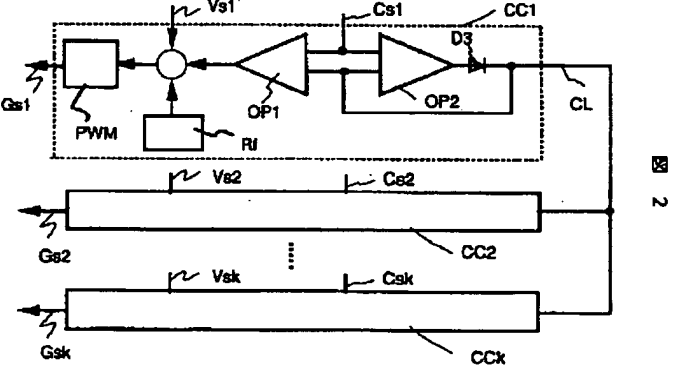 Vs1
Cs1
CC1
D3
Gs1
PWM
Rf
OP1
OP2
CL
Vs2
Cs2
Gs2
CC2
Vsk
Csk
Gsk
CCk
図 2